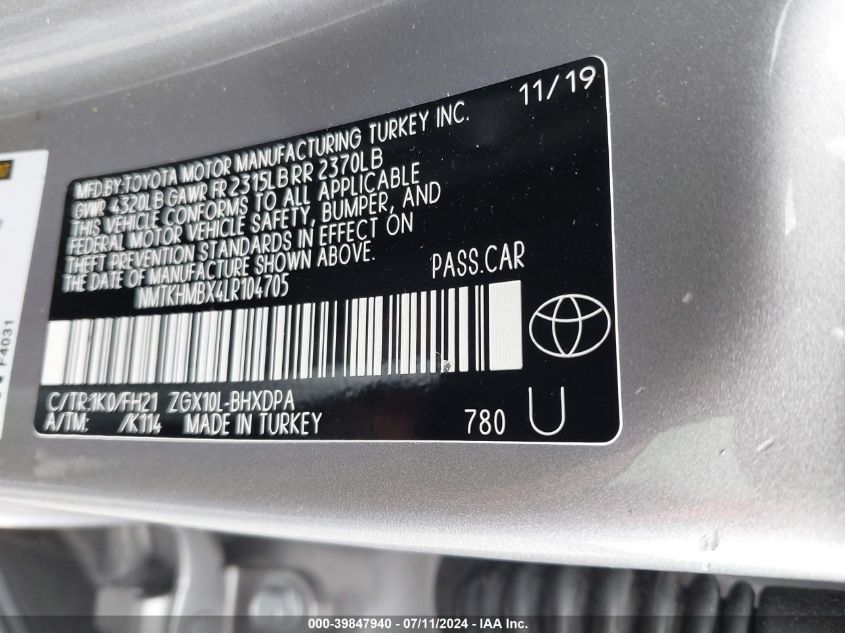 11/19
MFD.BY:TOYOTA MOTOR MANUFACTURING TURKEY INC.
GVWR 4320LB GAWR FR 2315LB RR 2370LB
THIS VEHICLE CONFORMS TO ALL APPLICABLE
FEDERAL MOTOR VEHICLE SAFETY, BUMPER, AND
THEFT PREVENTION STANDARDS IN EFFECT ON
THE DATE OF MANUFACTURE SHOWN ABOVE.
NMTKHMBX4LR104705 PASS.CAR
C/TR:1K0/FH21 ZGX10L-BHXDPA
A/TM: /K114 MADE IN TURKEY 780 U
F4031
000-39847940 - 07/11/2024 - IAA Inc.